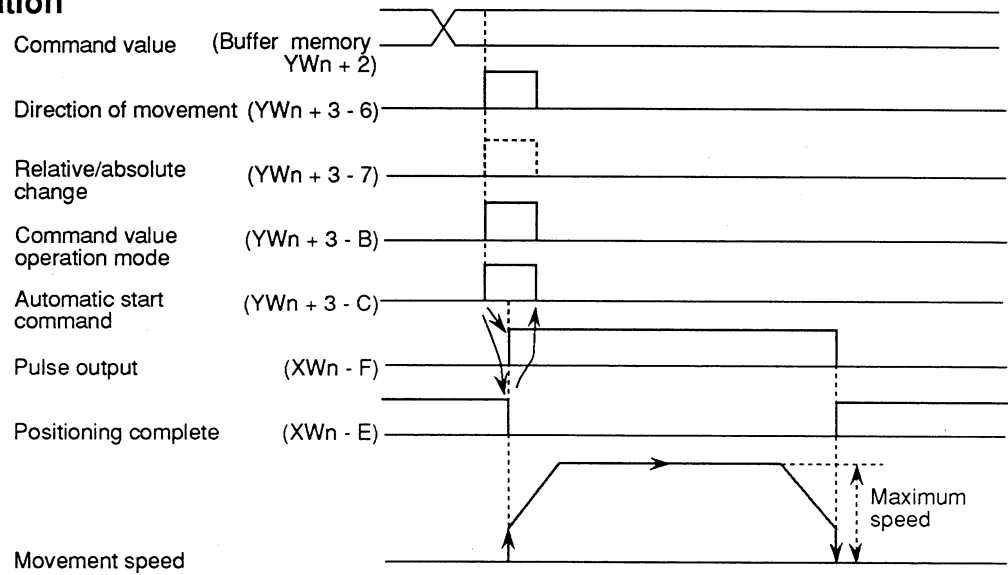 Command value (Buffer memory
YWn + 2)
Direction of movement (YWn + 3 - 6)
Relative/absolute (YWn + 3 - 7)
change
Command value (YWn + 3 - B)
operation mode
Automatic start (YWn + 3 - C)
command
Pulse output (XWn - F)
Positioning complete (XWn - E)
Maximum
speed
Movement speed